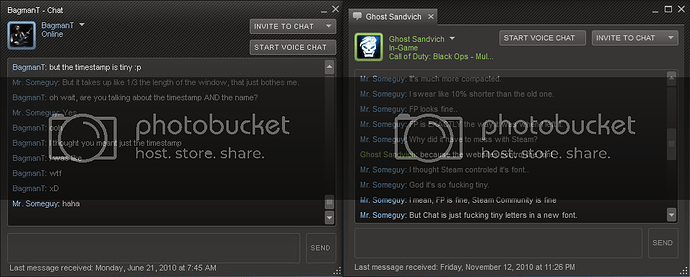 BagmanT - Chat
BagmanT
Online
INVITE TO CHAT
START VOICE CHAT
BagmanT: but the timestamp is tiny :p
Mr. Someguy: But it takes up like 1/3 the length of the window, that just bothes me.
BagmanT: oh wait, are you talking about the timestamp AND the name?
Mr. Someguy: Yes
BagmanT: ooh
BagmanT: I thought you meant just the timestamp
BagmanT: I was like
BagmanT: wtf
BagmanT: xD
Mr. Someguy: haha
SEND
Last message received: Monday, June 21, 2010 at 7:45 AM
Ghost Sandvich
Ghost Sandvich
In-Game
Call of Duty: Black Ops - Mul...
START VOICE CHAT
INVITE TO CHAT
Mr. Someguy: It's much more compacted.
Mr. Someguy: I swear like 10% shorter than the old one.
Mr. Someguy: FP looks fine..
Mr. Someguy: FP is
Mr. Someguy: Why did it have to mess with Steam?
Ghost Sandvich: because the websites
Mr. Someguy: I thought Steam controled it's font..
Mr. Someguy: God it's so fucking tiny.
Mr. Someguy: I mean, FP is fine, Steam Community is fine
Mr. Someguy: But Chat is just fucking tiny letters in a new font.
SEND
Last message received: Friday, November 12, 2010 at 11:26 PM
photobucket
host. store. share.
photobucket
host. store. share.